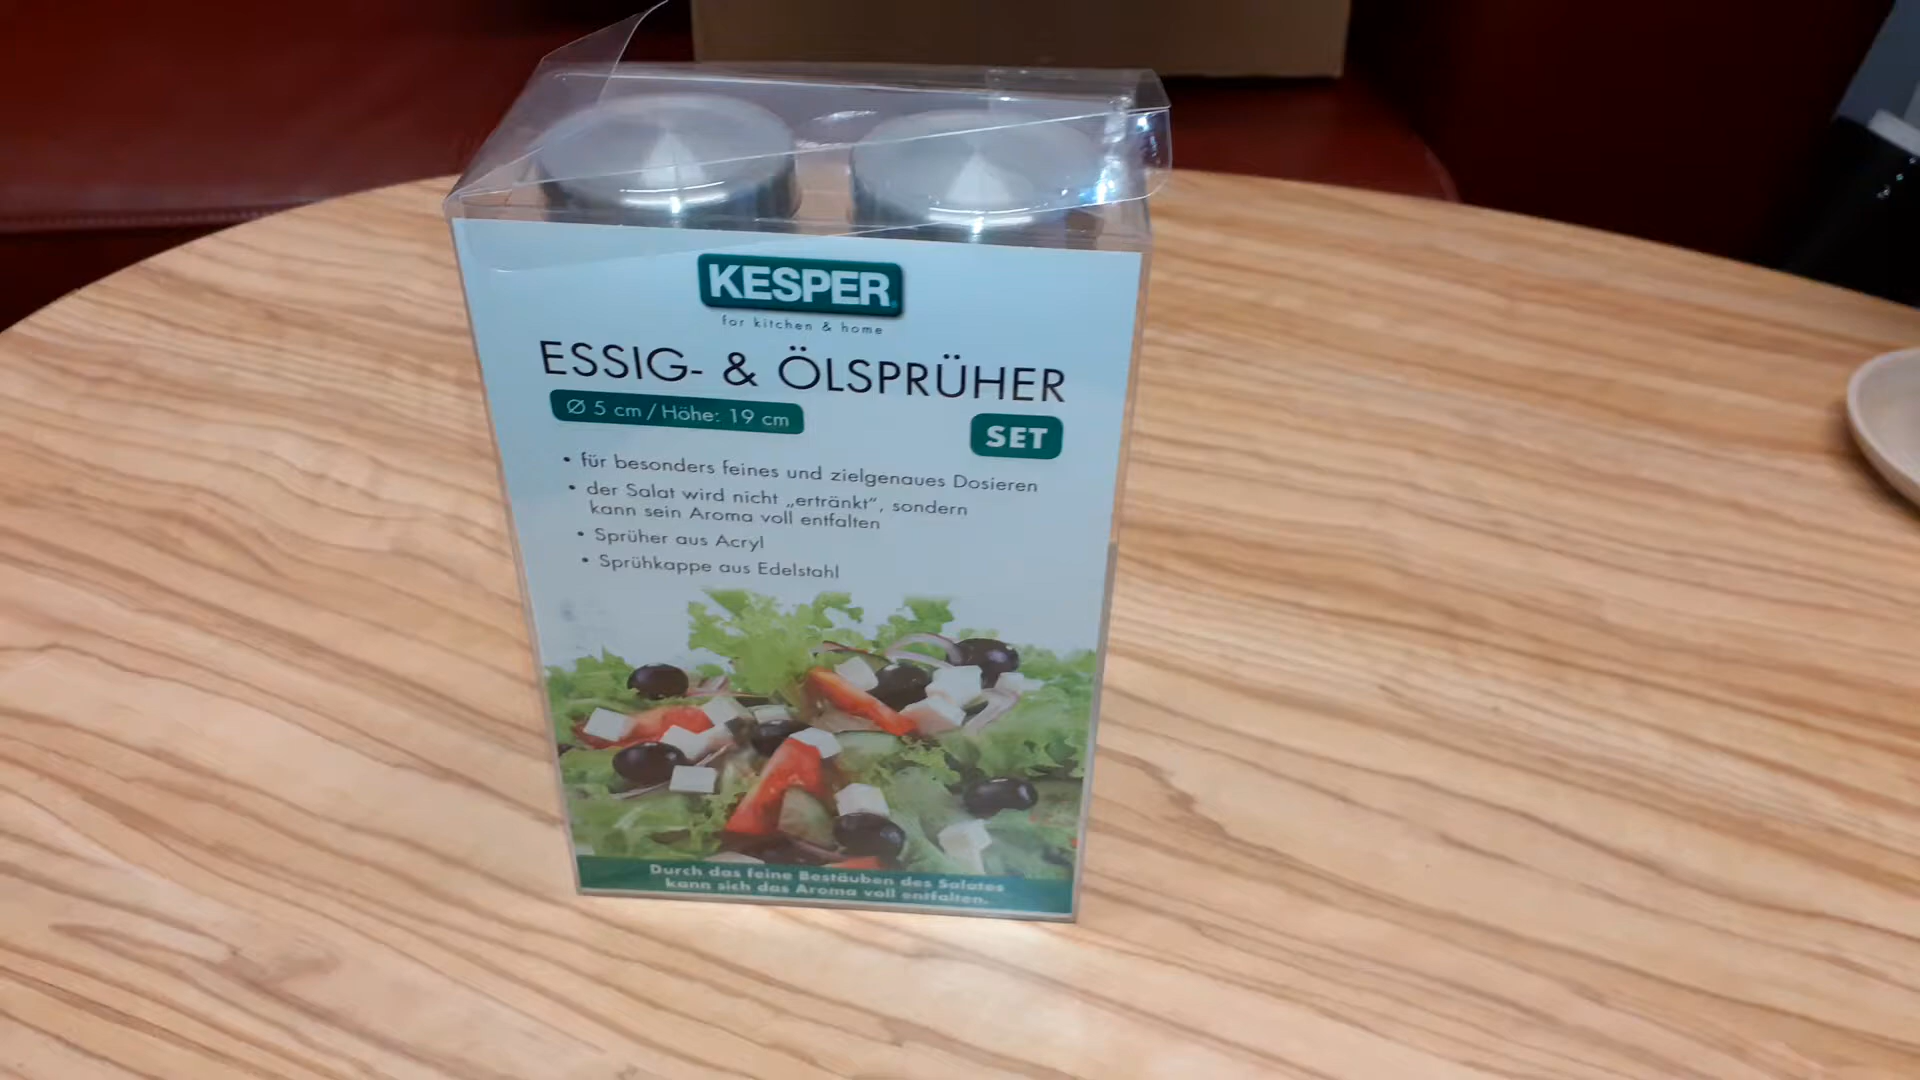 KESPER
for kitchen & home
ESSIG- & ÖLSPRÜHER
Ø 5 cm / Höhe: 19 cm
SET
• für besonders feines und zielgenaues Dosieren
• der Salat wird nicht „ertränkt“, sondern
kann sein Aroma voll entfalten
• Sprüher aus Acryl
• Sprühkappe aus Edelstahl
Durch das feine Bestäuben des Salates
kann sich das Aroma voll entfalten.